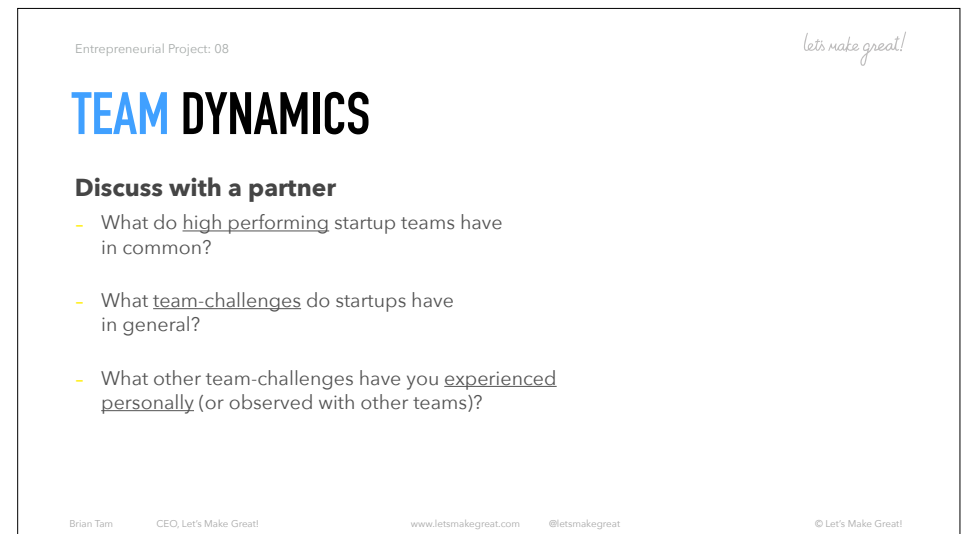 Entrepreneurial Project: 08
let's make great!
TEAM DYNAMICS
Discuss with a partner
– What do high performing startup teams have
in common?
– What team-challenges do startups have
in general?
– What other team-challenges have you experienced
personally (or observed with other teams)?
Brian Tam CEO, Let's Make Great! www.letsmakegreat.com @letsmakegreat © Let's Make Great!